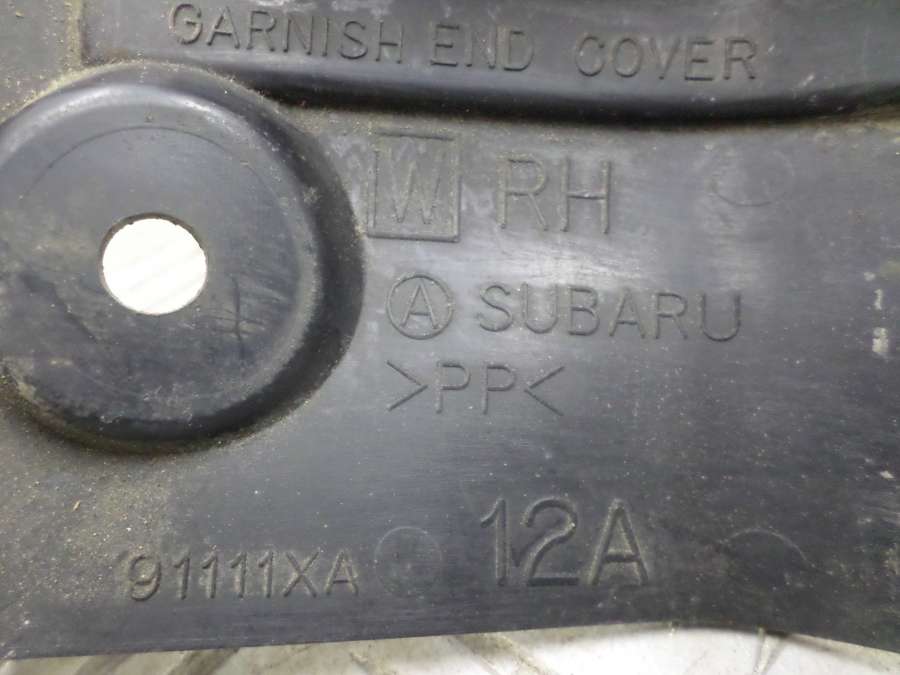 GARNISH END COVER
W RH
A SUBARU
>PP<
91111XA 12A